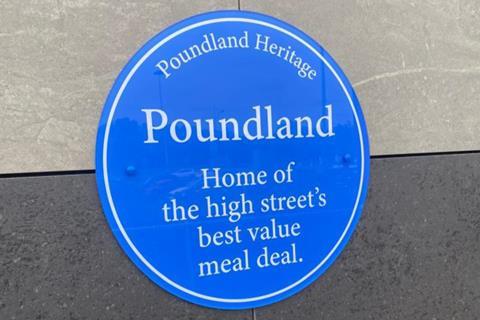 Poundland Heritage
Poundland
Home of
the high street's
best value
meal deal.